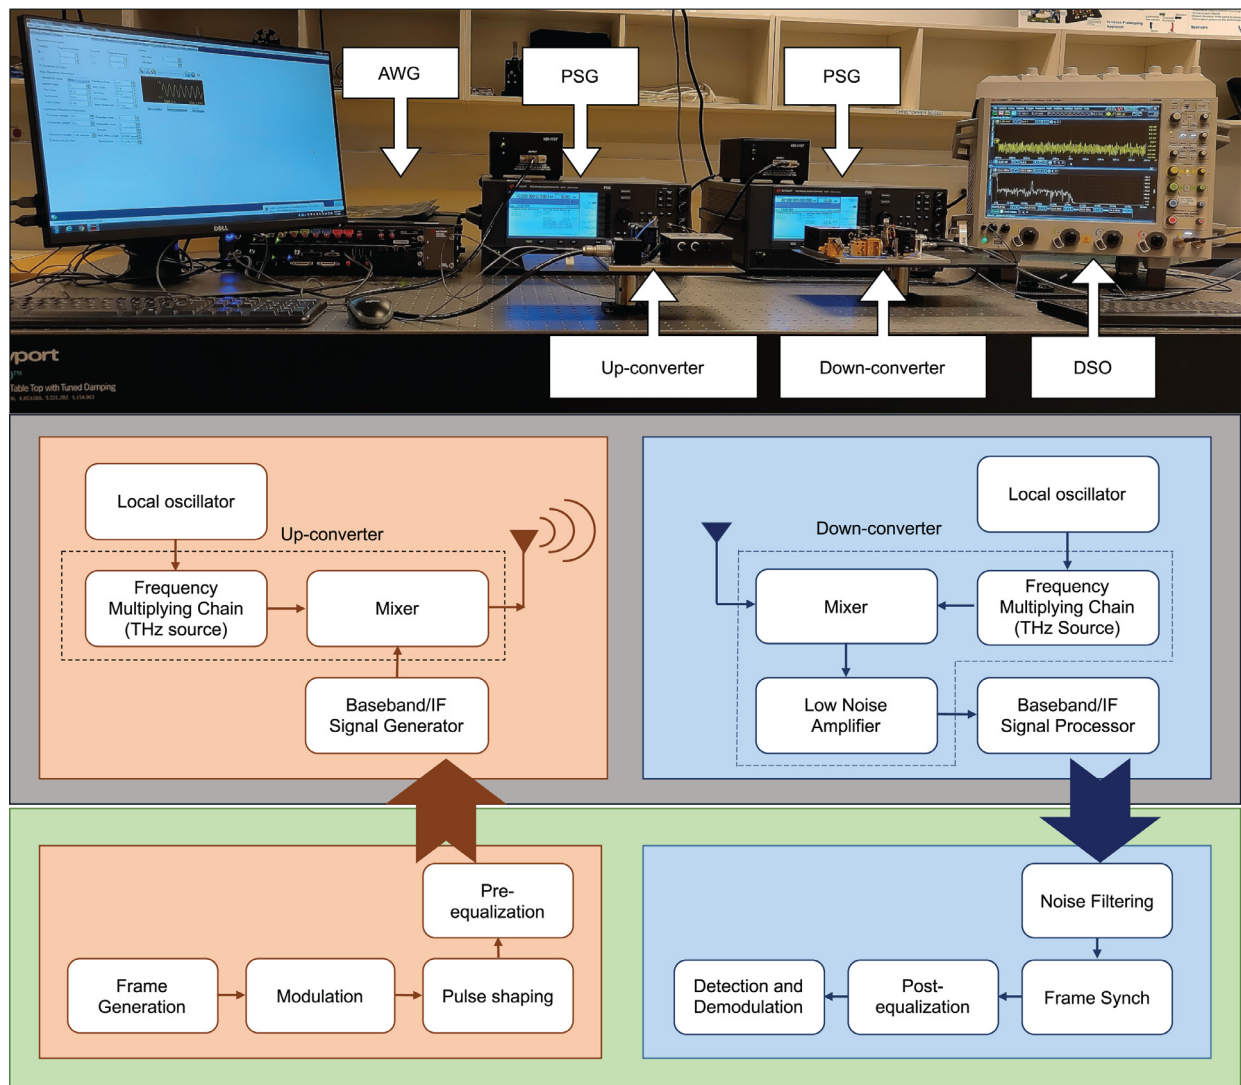 AWG
PSG
PSG
DELL
Up-converter
Down-converter
DSO
Table Top with Tuned Damping
Local oscillator
Up-converter
Frequency
Multiplying Chain
(THz source)
Mixer
Baseband/IF
Signal Generator
Local oscillator
Down-converter
Mixer
Frequency
Multiplying Chain
(THz Source)
Low Noise
Amplifier
Baseband/IF
Signal Processor
Pre-
equalization
Frame
Generation
Modulation
Pulse shaping
Noise Filtering
Detection and
Demodulation
Post-
equalization
Frame Synch